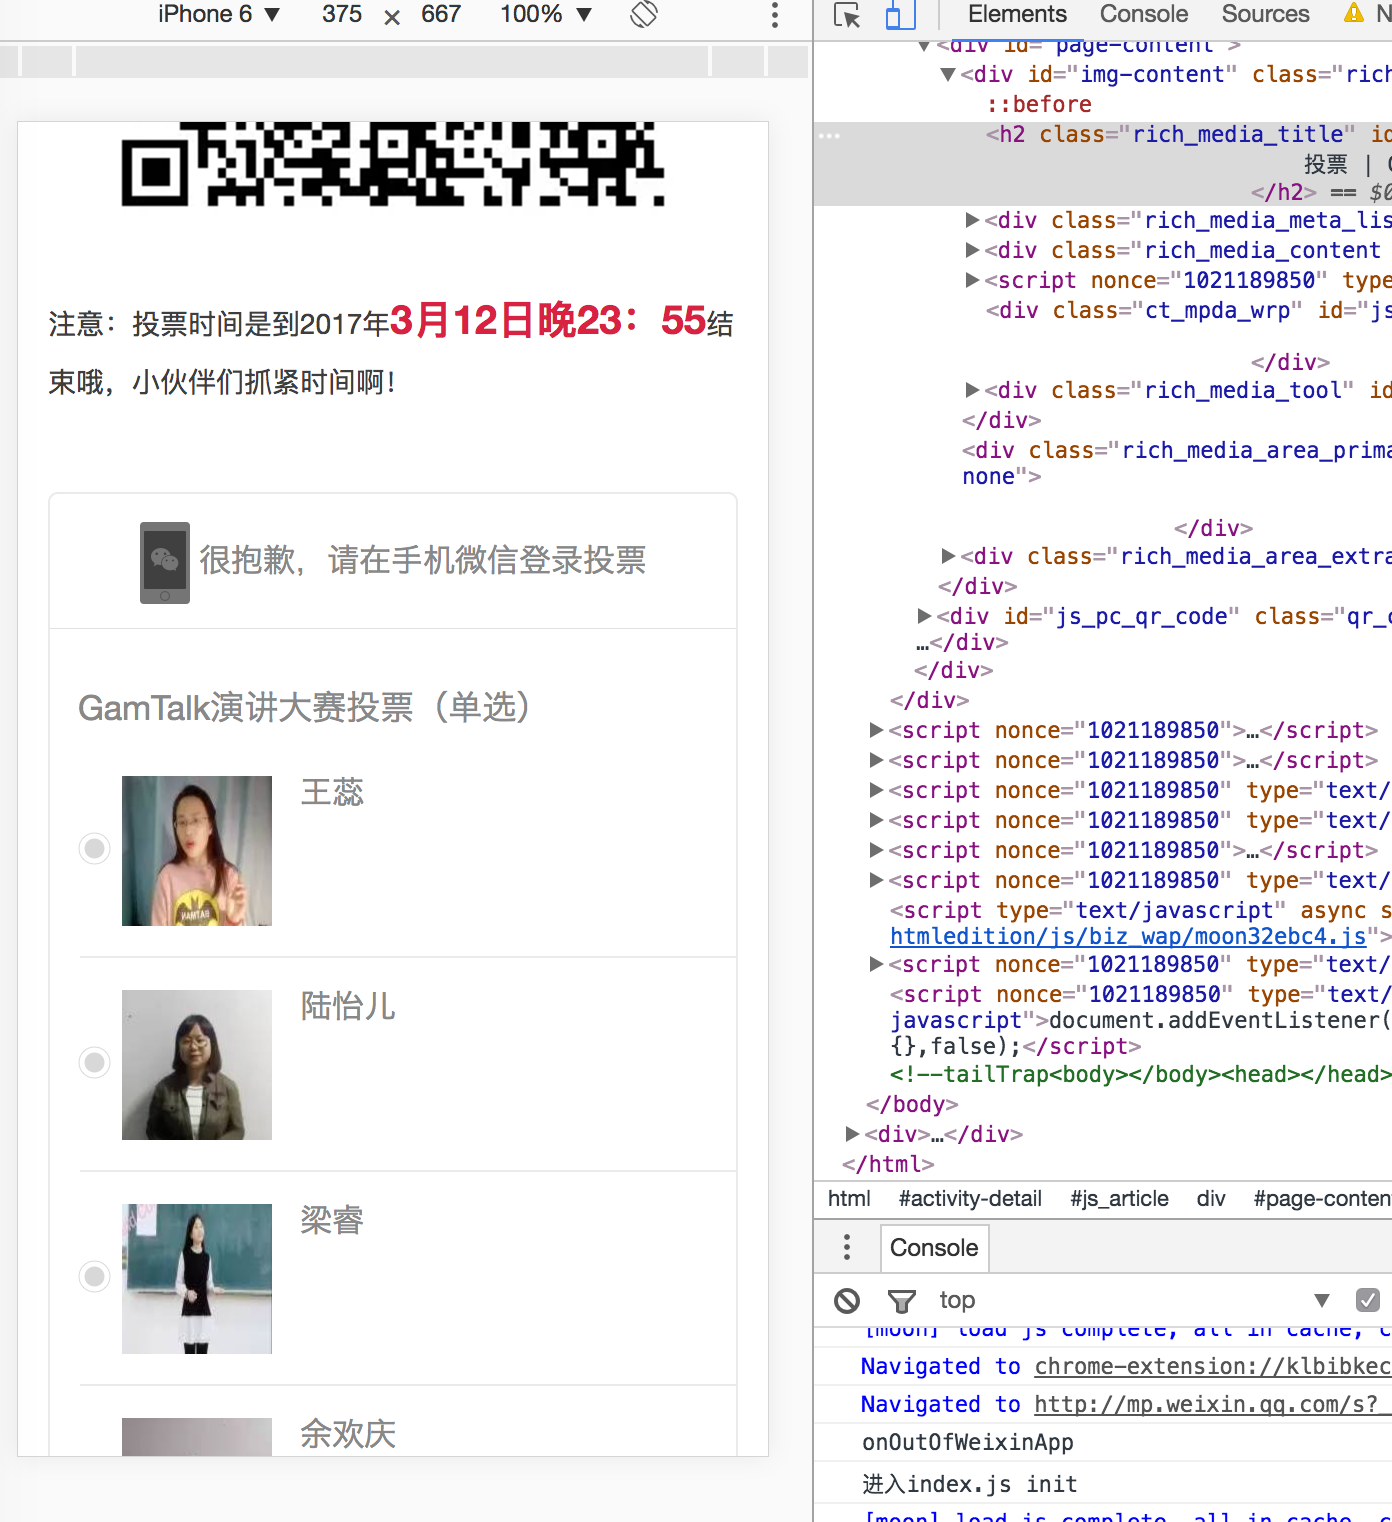 iPhone 6 ▼ 375 × 667 100% ▼
注意：投票时间是到2017年3月12日晚23：55结
束哦，小伙伴们抓紧时间啊！
很抱歉，请在手机微信登录投票
GamTalk演讲大赛投票（单选）
王蕊
陆怡儿
梁睿
余欢庆
Elements Console Sources
<div id="page-content">
▼<div id="img-content" class="rich
::before
<h2 class="rich_media_title" id
投票 |
</h2> == $0
▶<div class="rich_media_meta_lis
▶<div class="rich_media_content
▶<script nonce="1021189850" type
<div class="ct_mpda_wrp" id="js
</div>
▶<div class="rich_media_tool" id
</div>
<div class="rich_media_area_prima
none">
</div>
▶<div class="rich_media_area_extra
</div>
▶<div id="js_pc_qr_code" class="qr_c
…</div>
</div>
</div>
▶<script nonce="1021189850">…</script>
▶<script nonce="1021189850">…</script>
▶<script nonce="1021189850" type="text/
▶<script nonce="1021189850" type="text/
▶<script nonce="1021189850">…</script>
▶<script nonce="1021189850" type="text/
<script type="text/javascript" async s
htmledition/js/biz_wap/moon32ebc4.js">
▶<script nonce="1021189850" type="text/
<script nonce="1021189850" type="text/
javascript">document.addEventListener(
{},false);</script>
<!--tailTrap<body></body><head></head>
</body>
▶<div>…</div>
</html>
html #activity-detail #js_article div #page-conten
Console
top ▼
[moon] load js complete, all in cache, c
Navigated to chrome-extension://klbibkec
Navigated to http://mp.weixin.qq.com/s?_
onOutOfWeixinApp
进入index.js init
[moon] load js complete, all in cache, c